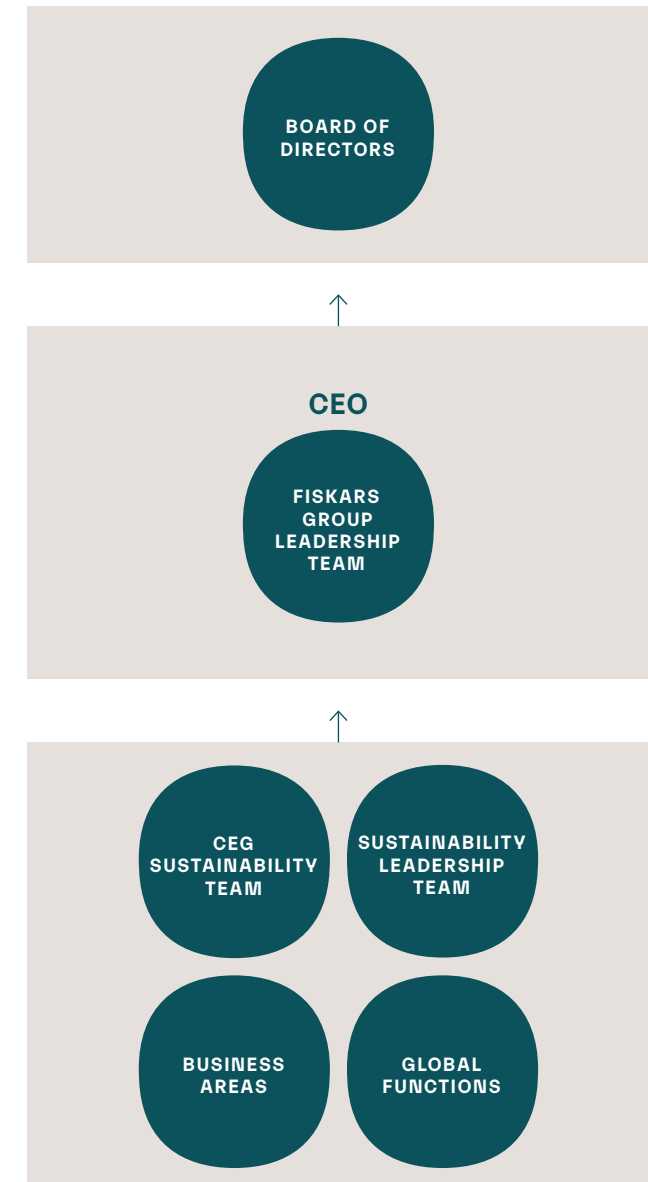 BOARD OF
DIRECTORS
CEO
FISKARS
GROUP
LEADERSHIP
TEAM
CEG
SUSTAINABILITY
TEAM
SUSTAINABILITY
LEADERSHIP
TEAM
BUSINESS
AREAS
GLOBAL
FUNCTIONS